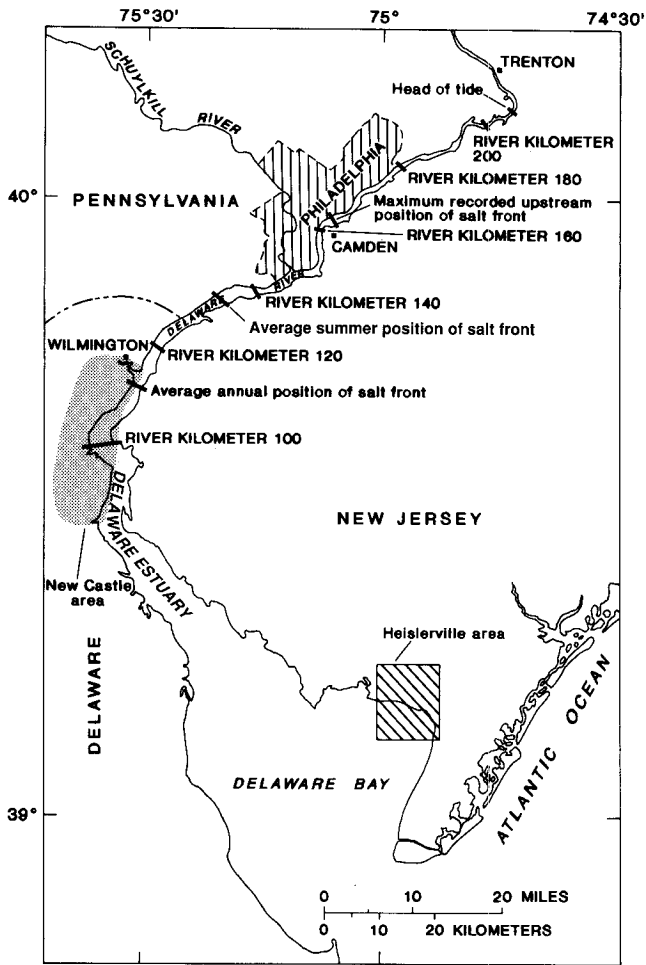 75°30'
75°
74°30'
SCHUYLKILL
RIVER
TRENTON
Head of tide
RIVER KILOMETER
200
PHILADELPHIA
RIVER KILOMETER 180
40°
PENNSYLVANIA
Maximum recorded upstream
position of salt front
RIVER KILOMETER 160
CAMDEN
DELAWARE
RIVER
RIVER KILOMETER 140
Average summer position of salt front
WILMINGTON
RIVER KILOMETER 120
Average annual position of salt front
RIVER KILOMETER 100
DELAWARE ESTUARY
NEW JERSEY
New Castle
area
Heislerville area
DELAWARE
ATLANTIC OCEAN
DELAWARE BAY
39°
0 10 20 MILES
0 10 20 KILOMETERS